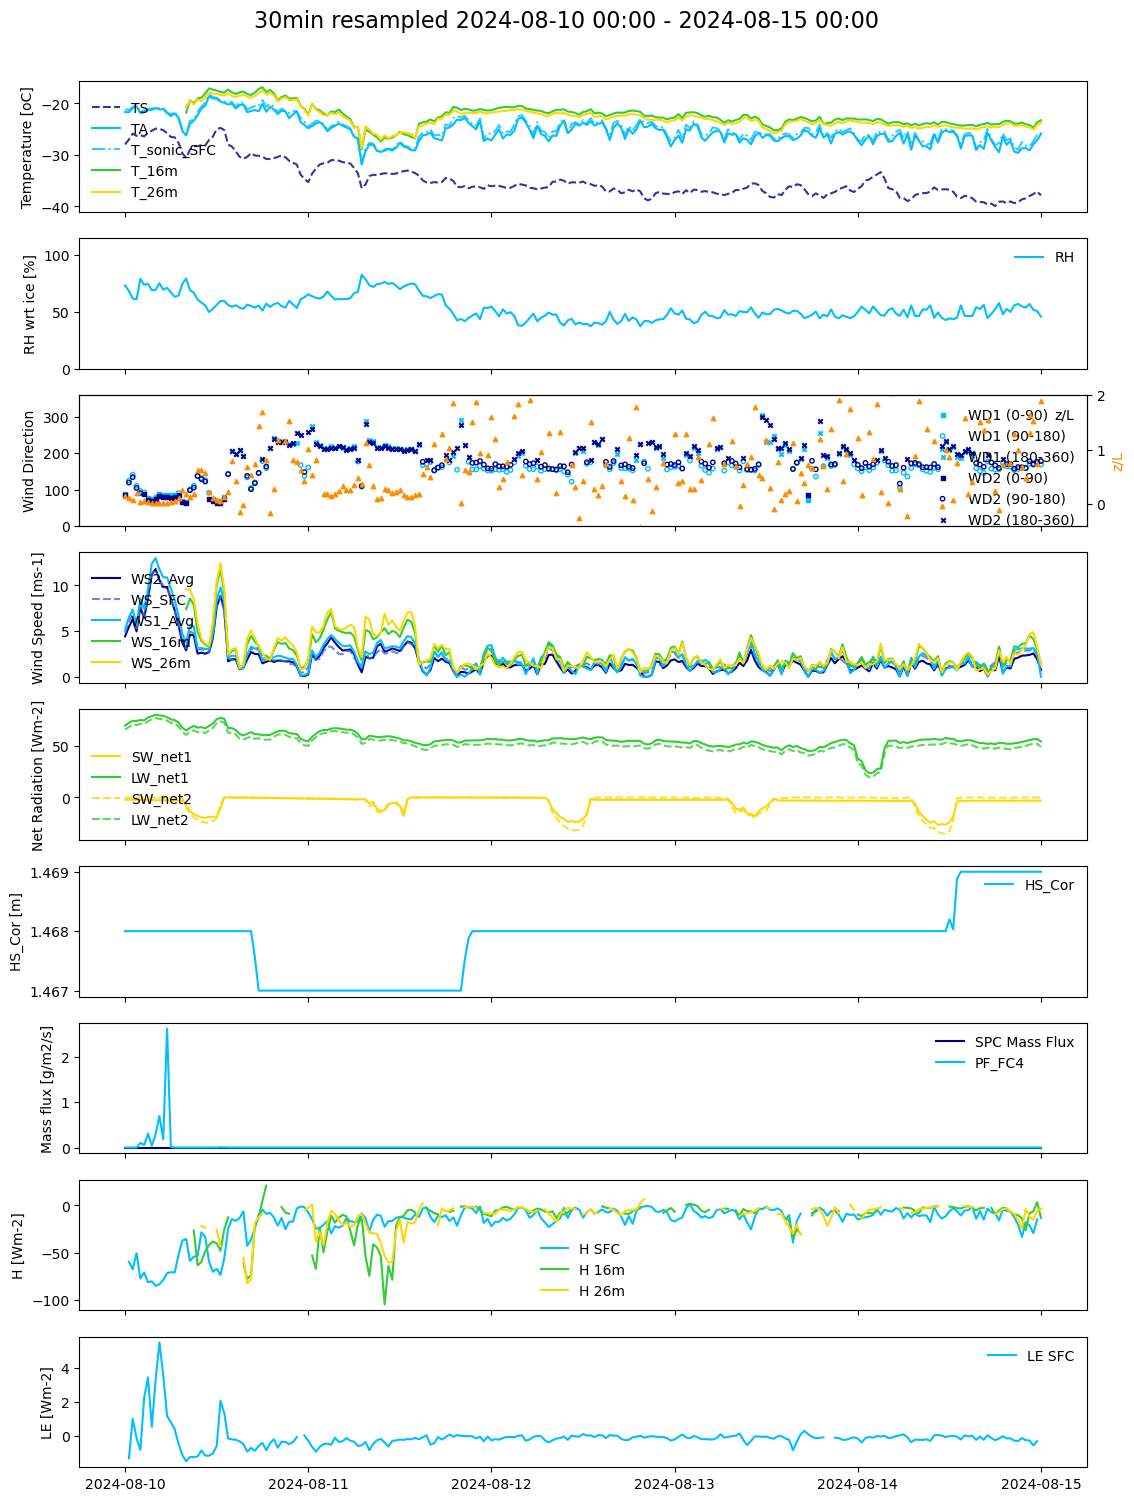 30min resampled 2024-08-10 00:00 - 2024-08-15 00:00
Temperature [oC]
−20
−30
−40
TS
TA
T_sonic_SFC
T_16m
T_26m
RH wrt ice [%]
100
50
0
RH
Wind Direction
300
200
100
0
WD1 (0-90)
WD1 (90-180)
WD1 (180-360)
WD2 (0-90)
WD2 (90-180)
WD2 (180-360)
z/L
2
1
0
z/L
Wind Speed [ms-1]
10
5
0
WS2_Avg
WS_SFC
WS1_Avg
WS_16m
WS_26m
Net Radiation [Wm-2]
50
0
SW_net1
LW_net1
SW_net2
LW_net2
HS_Cor [m]
1.469
1.468
1.467
HS_Cor
Mass flux [g/m2/s]
2
1
0
SPC Mass Flux
PF_FC4
H [Wm-2]
0
−50
−100
H SFC
H 16m
H 26m
LE [Wm-2]
4
2
0
LE SFC
2024-08-10
2024-08-11
2024-08-12
2024-08-13
2024-08-14
2024-08-15